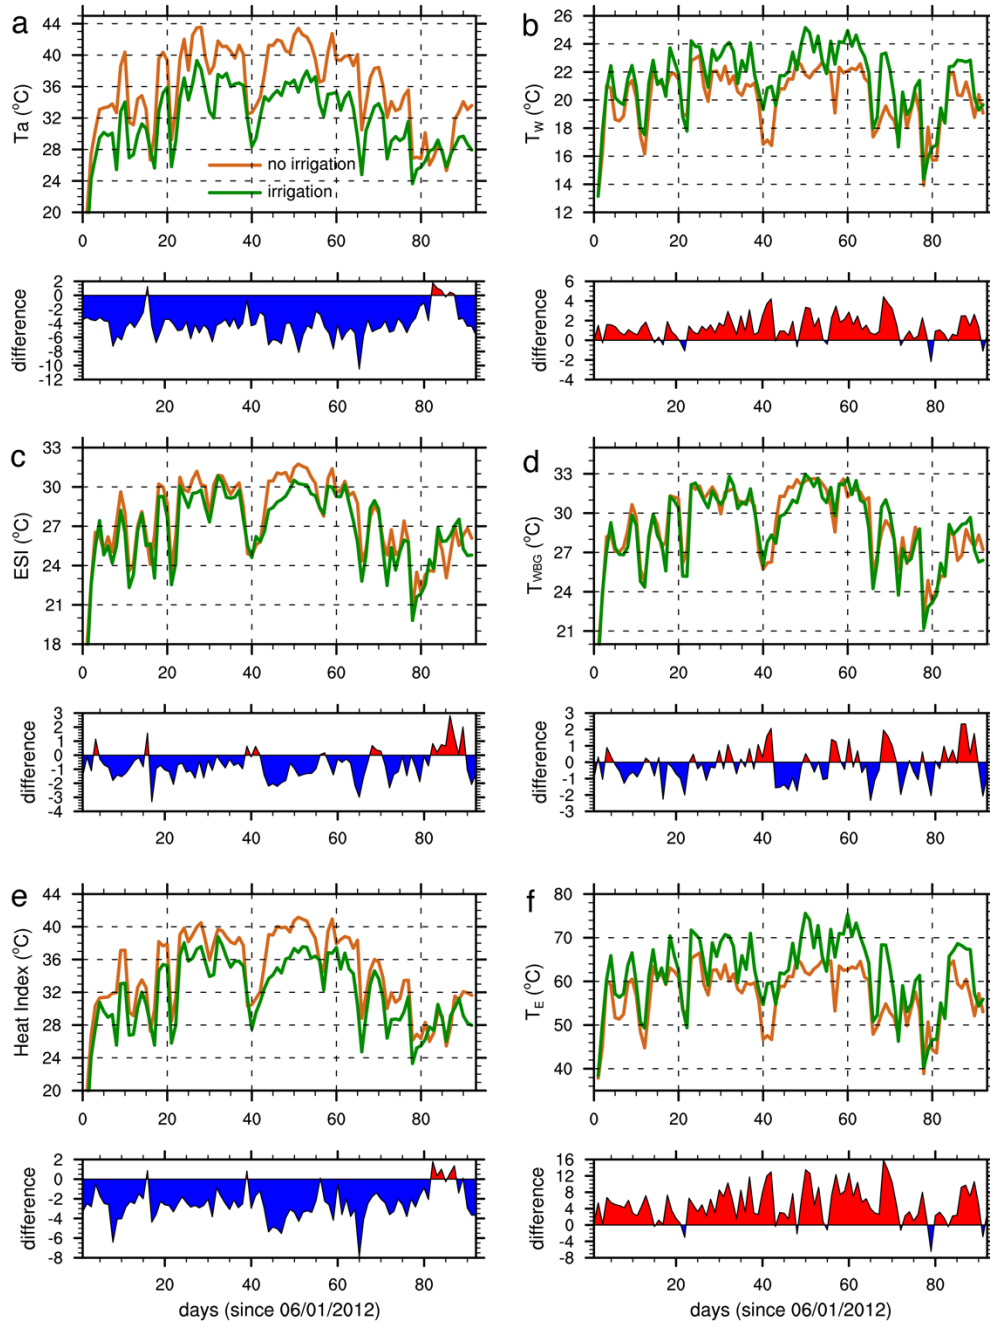 a
Ta (°C)
44
40
36
32
28
24
20
no irrigation
irrigation
0 20 40 60 80
difference
2
0
-2
-4
-6
-8
-10
-12
20 40 60 80
b
TW (°C)
26
24
22
20
18
16
14
12
0 20 40 60 80
difference
6
4
2
0
-2
-4
20 40 60 80
c
ESI (°C)
33
30
27
24
21
18
0 20 40 60 80
difference
3
2
1
0
-1
-2
-3
-4
20 40 60 80
d
TWBG (°C)
33
30
27
24
21
0 20 40 60 80
difference
3
2
1
0
-1
-2
-3
20 40 60 80
e
Heat Index (°C)
44
40
36
32
28
24
20
0 20 40 60 80
difference
2
0
-2
-4
-6
-8
20 40 60 80
days (since 06/01/2012)
f
TE (°C)
80
70
60
50
40
0 20 40 60 80
difference
16
12
8
4
0
-4
-8
20 40 60 80
days (since 06/01/2012)